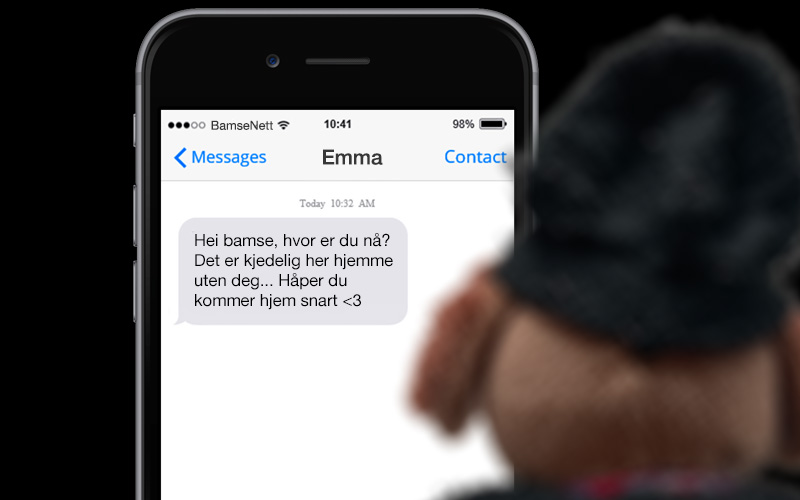 BamseNett 10:41 98%
Messages Emma Contact
Today 10:32 AM
Hei bamse, hvor er du nå?
Det er kjedelig her hjemme
uten deg... Håper du
kommer hjem snart <3